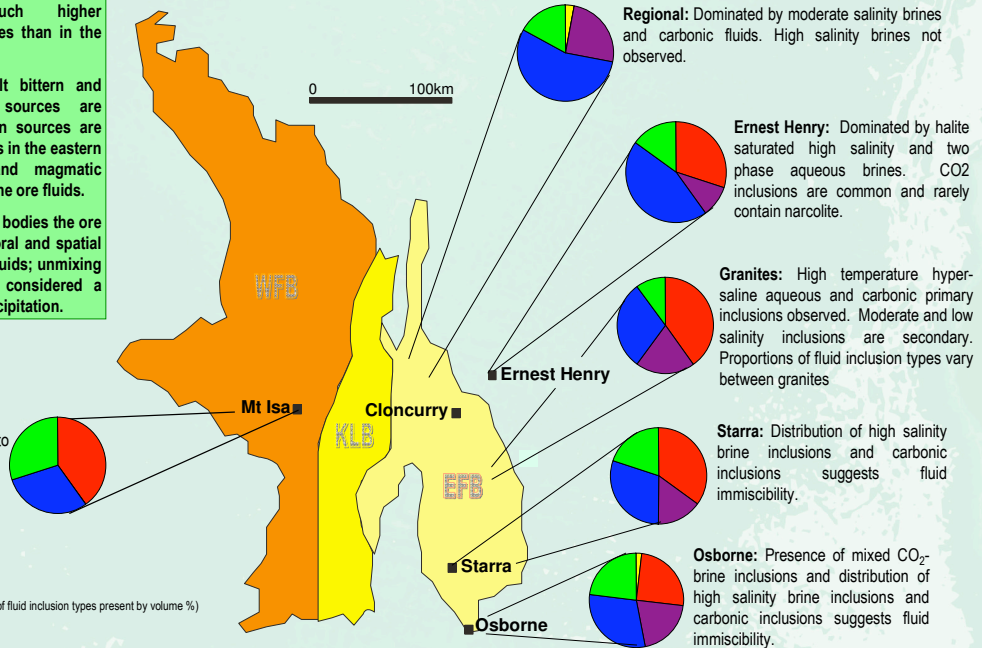 uch higher
es than in the
lt bittern and
sources are
n sources are
s in the eastern
nd magmatic
ne ore fluids.
bodies the ore
oral and spatial
uids; unmixing
considered a
cipitation.
0 100km
Regional: Dominated by moderate salinity brines
and carbonic fluids. High salinity brines not
observed.
Ernest Henry: Dominated by halite
saturated high salinity and two
phase aqueous brines. CO2
inclusions are common and rarely
contain narcolite.
WFB
Granites: High temperature hyper-
saline aqueous and carbonic primary
inclusions observed. Moderate and low
salinity inclusions are secondary.
Proportions of fluid inclusion types vary
between granites
Ernest Henry
Mt Isa
Cloncurry
KLB
to
Starra: Distribution of high salinity
brine inclusions and carbonic
inclusions suggests fluid
immiscibility.
EFB
Starra
Osborne: Presence of mixed CO₂-
brine inclusions and distribution of
high salinity brine inclusions and
carbonic inclusions suggests fluid
immiscibility.
of fluid inclusion types present by volume %)
Osborne